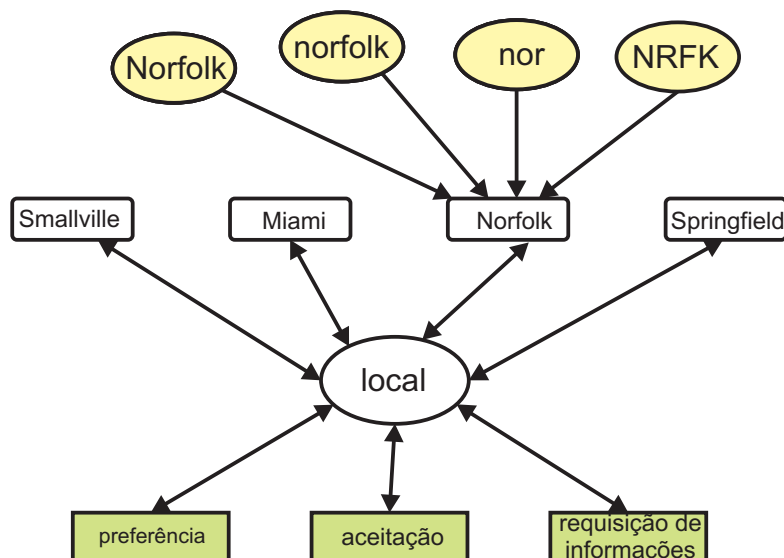 Norfolk
norfolk
nor
NRFK
Smallville
Miami
Norfolk
Springfield
local
preferência
aceitação
requisição de
informações